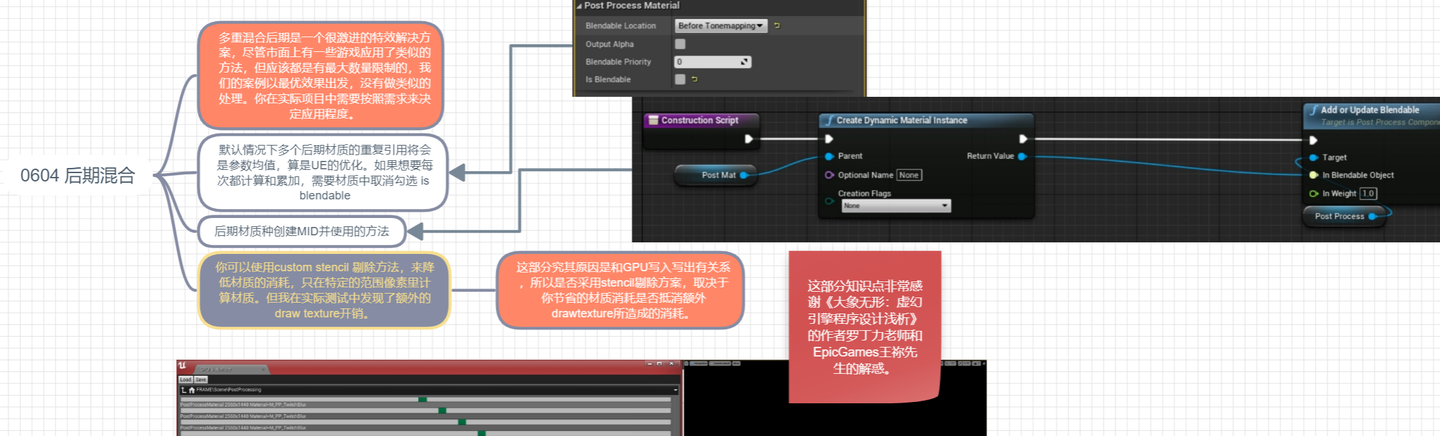 0604 后期混合
多重混合后期是一个很激进的特效解决方
案，尽管市面上有一些游戏应用了类似的
方法，但应该都是有最大数量限制的，我
们的案例以最优效果出发，没有做类似的
处理。你在实际项目中需要按照需求来决
定应用程度。
默认情况下多个后期材质的重复引用将会
是参数均值，算是UE的优化。如果想要每
次都计算和累加，需要材质中取消勾选 is
blendable
后期材质种创建MID并使用的方法
你可以使用custom stencil 剔除方法，来降
低材质的消耗，只在特定的范围像素里计
算材质。但我在实际测试中发现了额外的
draw texture开销。
这部分究其原因是和GPU写入写出有关系
，所以是否采用stencil剔除方案，取决于
你节省的材质消耗是否抵消额外
drawtexture所造成的消耗。
Post Process Material
Blendable Location
Before Tonemapping
Output Alpha
Blendable Priority
0
Is Blendable
Construction Script
Post Mat
Create Dynamic Material Instance
Parent
Return Value
Optional Name
None
Creation Flags
None
Add or Update Blendable
Target is Post Process Compone
Target
In Blendable Object
In Weight
1.0
Post Process
这部分知识点非常感
谢《大象无形：虚幻
引擎程序设计浅析》
的作者罗丁力老师和
EpicGames王祢先
生的解惑。
Load
Save
FRAME\Scene\PostProcessing
PostProcessMaterial 2560x1440 Material=M_PP_TwistBlur
PostProcessMaterial 2560x1440 Material=M_PP_TwistBlur
PostProcessMaterial 2560x1440 Material=M_PP_TwistBlur